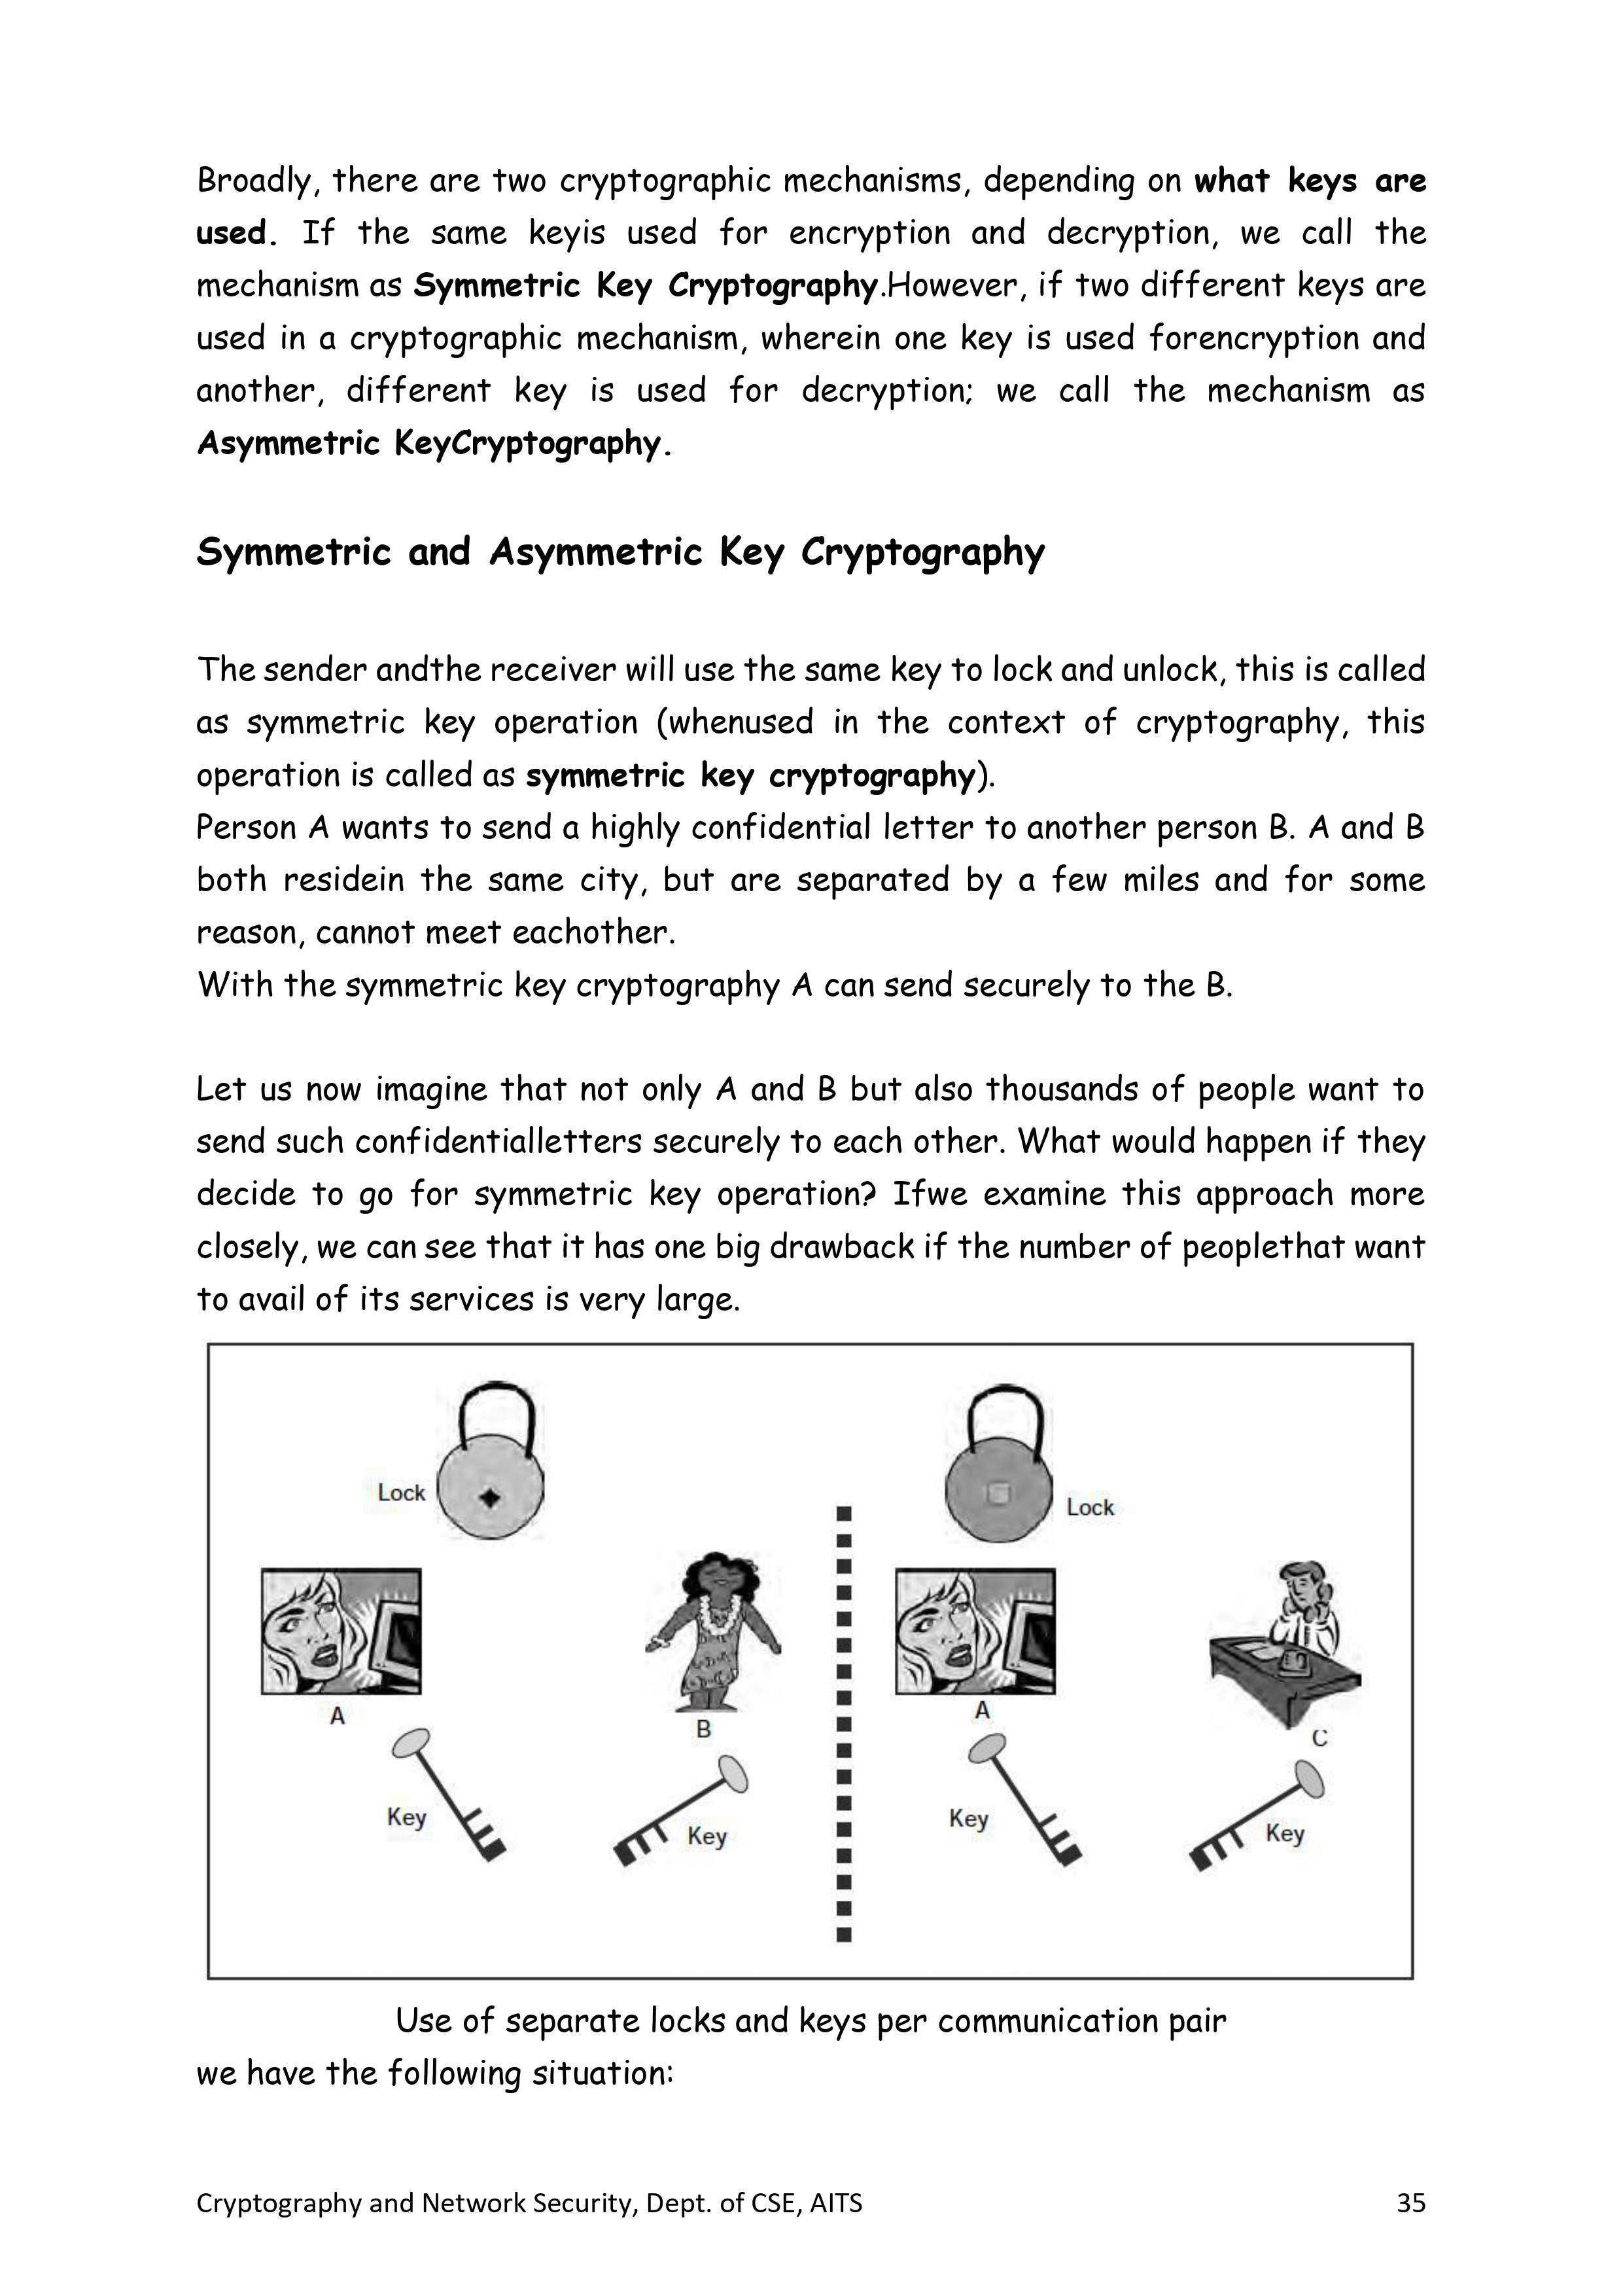 Broadly, there are two cryptographic mechanisms, depending on what keys are
used. If the same keyis used for encryption and decryption, we call the
mechanism as Symmetric Key Cryptography.However, if two different keys are
used in a cryptographic mechanism, wherein one key is used forencryption and
another, different key is used for decryption; we call the mechanism as
Asymmetric KeyCryptography.
Symmetric and Asymmetric Key Cryptography
The sender andthe receiver will use the same key to lock and unlock, this is called
as symmetric key operation (whenused in the context of cryptography, this
operation is called as symmetric key cryptography).
Person A wants to send a highly confidential letter to another person B. A and B
both residein the same city, but are separated by a few miles and for some
reason, cannot meet eachother.
With the symmetric key cryptography A can send securely to the B.
Let us now imagine that not only A and B but also thousands of people want to
send such confidentialletters securely to each other. What would happen if they
decide to go for symmetric key operation? Ifwe examine this approach more
closely, we can see that it has one big drawback if the number of peoplethat want
to avail of its services is very large.
Lock
Lock
A
B
A
C
Key
Key
Key
Key
Use of separate locks and keys per communication pair
we have the following situation:
Cryptography and Network Security, Dept. of CSE, AITS 35